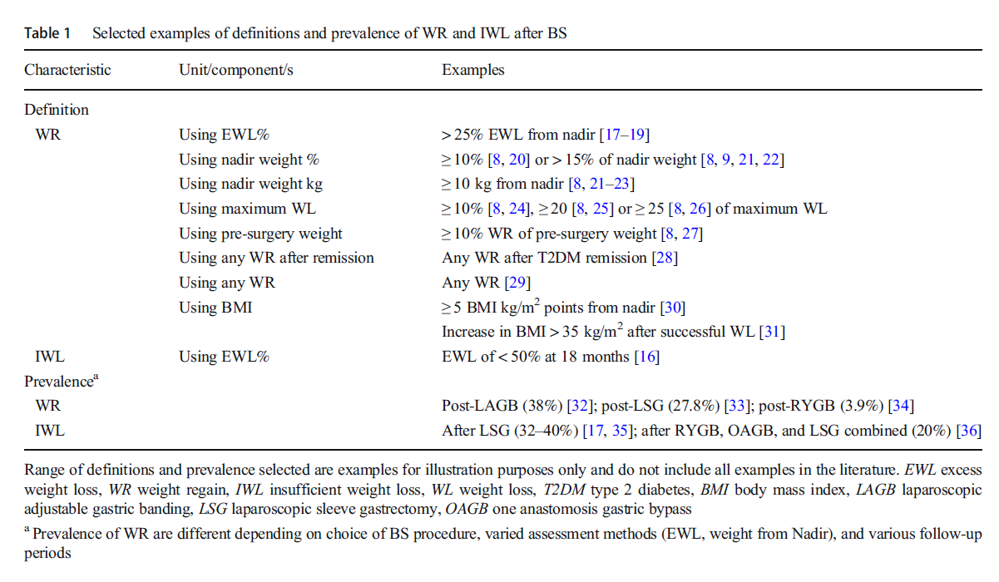 Table 1 Selected examples of definitions and prevalence of WR and IWL after BS
Characteristic Unit/component/s Examples
Definition
WR Using EWL% > 25% EWL from nadir [17–19]
Using nadir weight % ≥ 10% [8, 20] or > 15% of nadir weight [8, 9, 21, 22]
Using nadir weight kg ≥ 10 kg from nadir [8, 21–23]
Using maximum WL ≥ 10% [8, 24], ≥ 20 [8, 25] or ≥ 25 [8, 26] of maximum WL
Using pre-surgery weight ≥ 10% WR of pre-surgery weight [8, 27]
Using any WR after remission Any WR after T2DM remission [28]
Using any WR Any WR [29]
Using BMI ≥ 5 BMI kg/m² points from nadir [30]
Increase in BMI > 35 kg/m² after successful WL [31]
IWL Using EWL% EWL of < 50% at 18 months [16]
Prevalenceᵃ
WR Post-LAGB (38%) [32]; post-LSG (27.8%) [33]; post-RYGB (3.9%) [34]
IWL After LSG (32–40%) [17, 35]; after RYGB, OAGB, and LSG combined (20%) [36]
Range of definitions and prevalence selected are examples for illustration purposes only and do not include all examples in the literature. EWL excess
weight loss, WR weight regain, IWL insufficient weight loss, WL weight loss, T2DM type 2 diabetes, BMI body mass index, LAGB laparoscopic
adjustable gastric banding, LSG laparoscopic sleeve gastrectomy, OAGB one anastomosis gastric bypass
ᵃ Prevalence of WR are different depending on choice of BS procedure, varied assessment methods (EWL, weight from Nadir), and various follow-up
periods